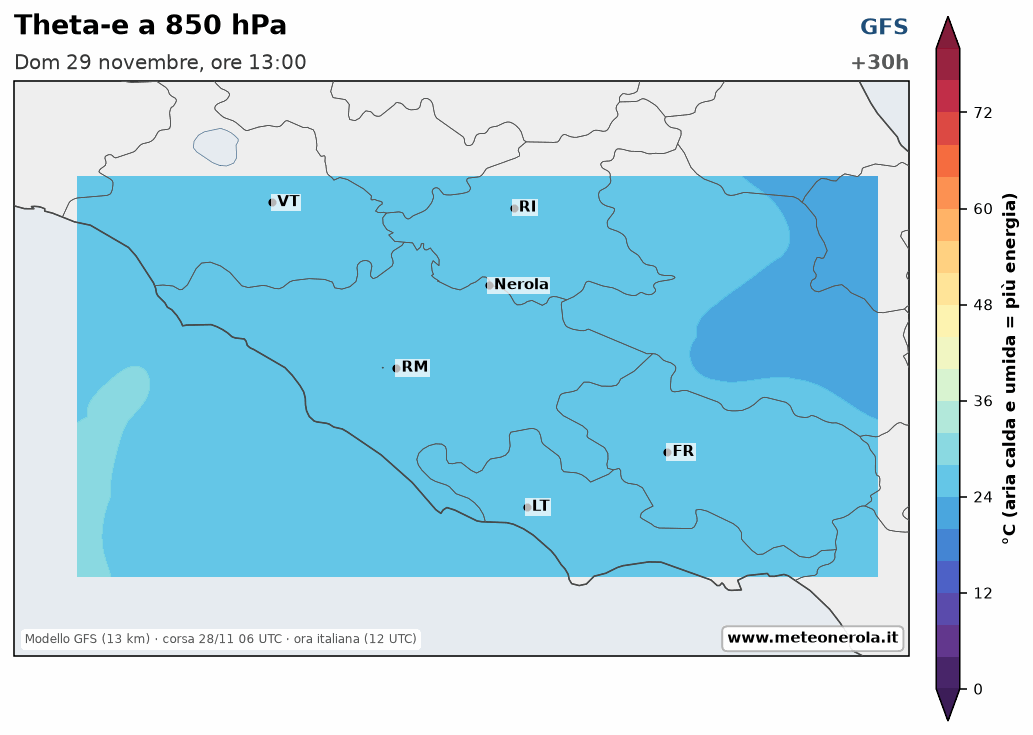 Theta-e a 850 hPa
GFS
Dom 29 novembre, ore 13:00
+30h
VT
RI
Nerola
RM
FR
LT
72
60
48
36
24
12
0
°C (aria calda e umida = più energia)
Modello GFS (13 km) · corsa 28/11 06 UTC · ora italiana (12 UTC)
www.meteonerola.it